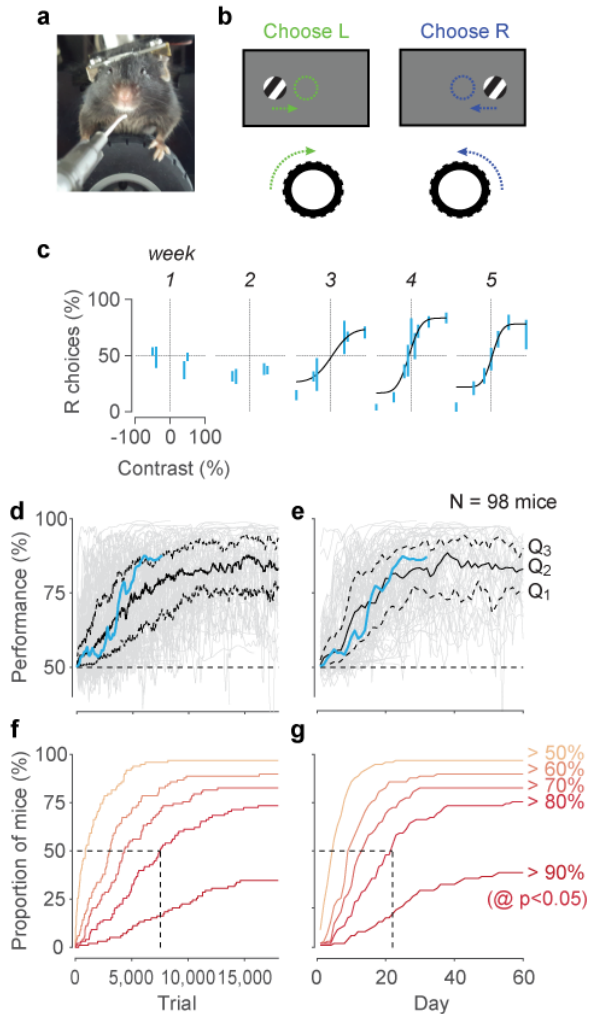 a
b
Choose L
Choose R
c
week
1
2
3
4
5
R choices (%)
100
50
0
-100
0
100
Contrast (%)
N = 98 mice
d
e
Performance (%)
100
75
50
Q3
Q2
Q1
f
g
Proportion of mice (%)
100
75
50
25
0
> 50%
> 60%
> 70%
> 80%
> 90%
(@ p<0.05)
0
5,000
10,000
15,000
Trial
0
20
40
60
Day